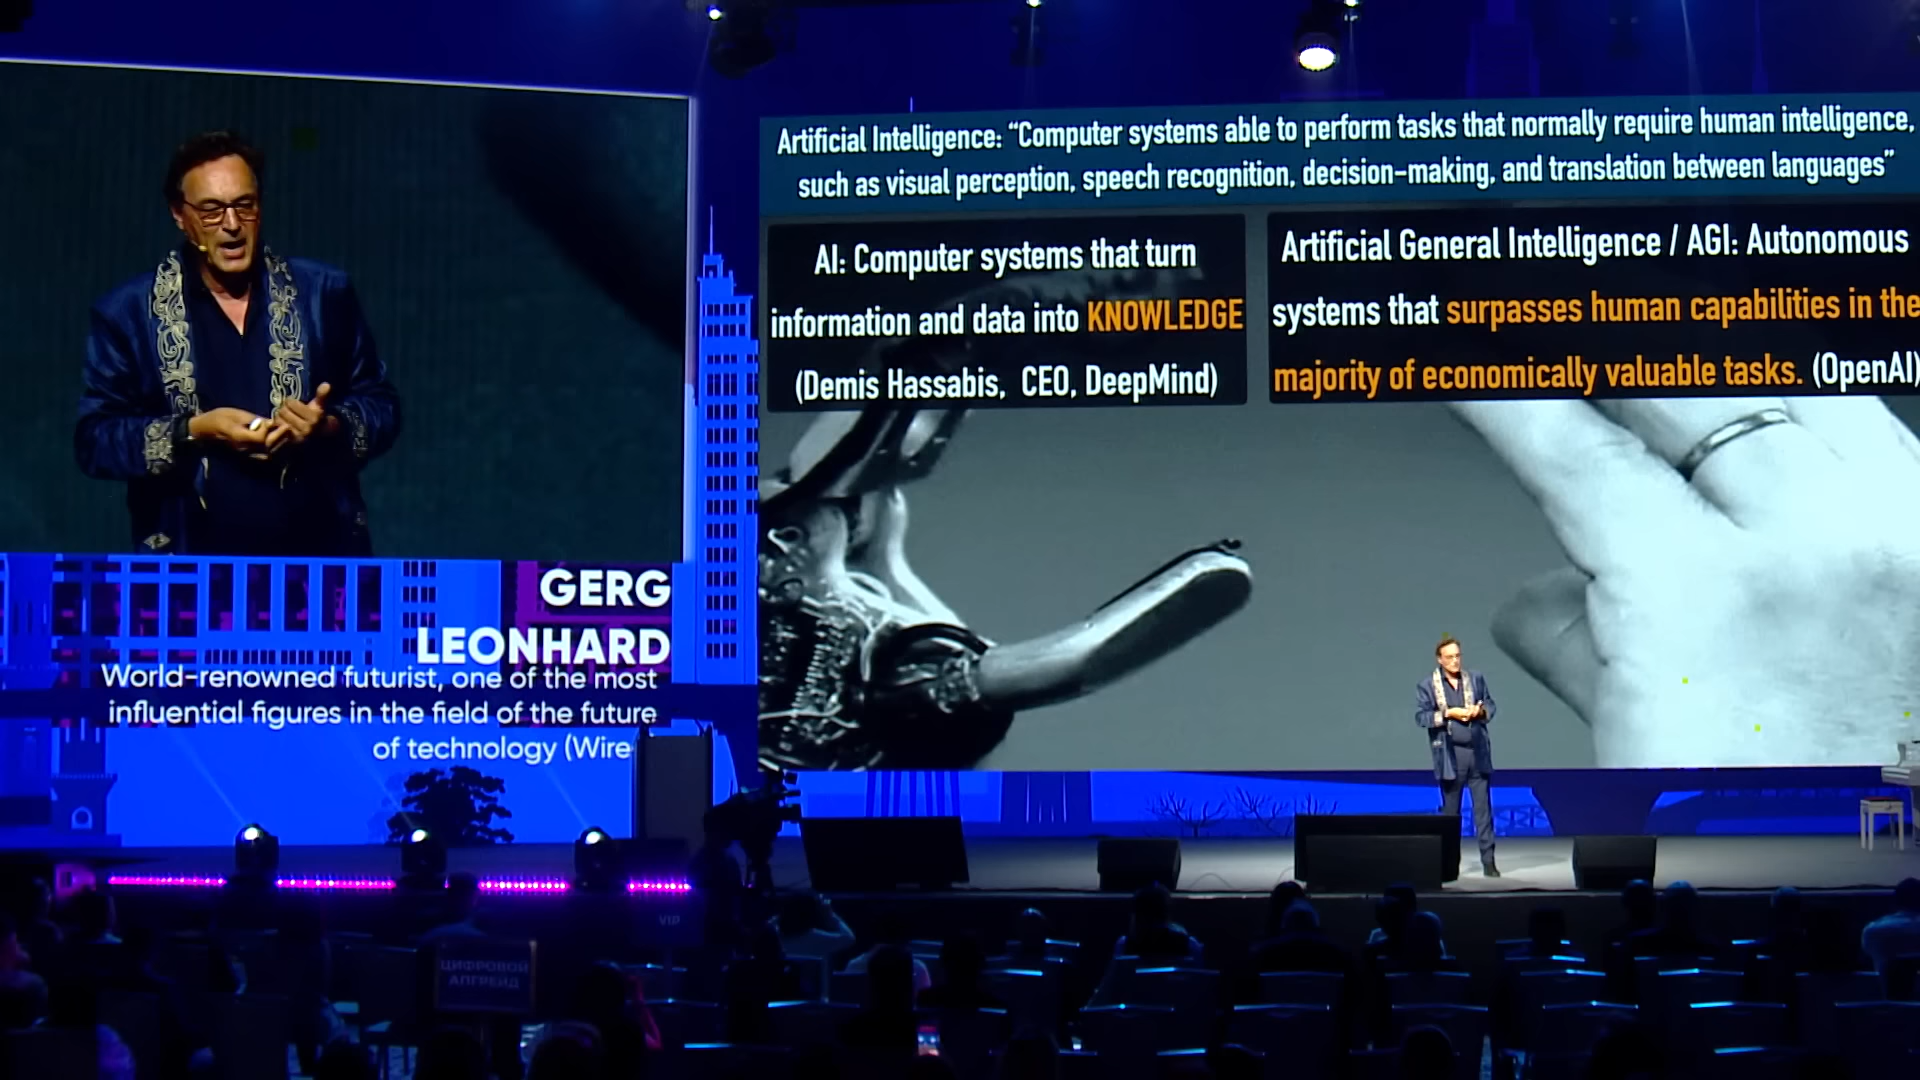 Artificial Intelligence: “Computer systems able to perform tasks that normally require human intelligence,
such as visual perception, speech recognition, decision-making, and translation between languages”
AI: Computer systems that turn
information and data into KNOWLEDGE
(Demis Hassabis, CEO, DeepMind)
Artificial General Intelligence / AGI: Autonomous
systems that surpasses human capabilities in the
majority of economically valuable tasks. (OpenAI)
GERG
LEONHARD
World-renowned futurist, one of the most
influential figures in the field of the future
of technology (Wire
VIP
ЦИФРОВОЙ
АПГРЕЙД